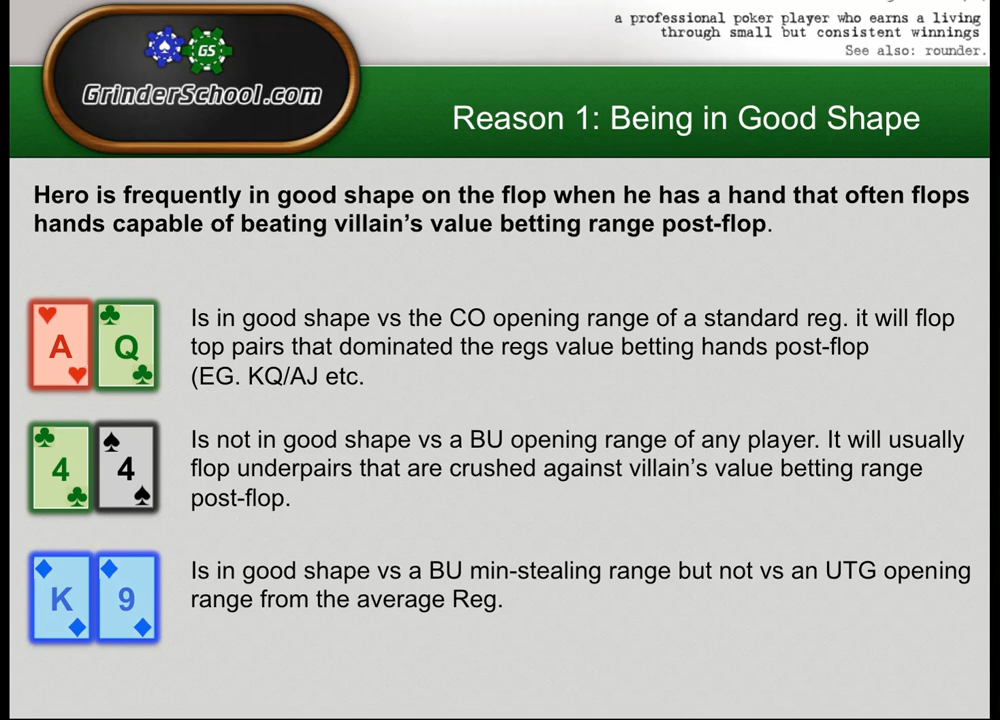 a professional poker player who earns a living
through small but consistent winnings
See also: rounder.
GS
GrinderSchool.com
Reason 1: Being in Good Shape
Hero is frequently in good shape on the flop when he has a hand that often flops
hands capable of beating villain’s value betting range post-flop.
A Q
Is in good shape vs the CO opening range of a standard reg. it will flop
top pairs that dominated the regs value betting hands post-flop
(EG. KQ/AJ etc.
4 4
Is not in good shape vs a BU opening range of any player. It will usually
flop underpairs that are crushed against villain’s value betting range
post-flop.
K 9
Is in good shape vs a BU min-stealing range but not vs an UTG opening
range from the average Reg.